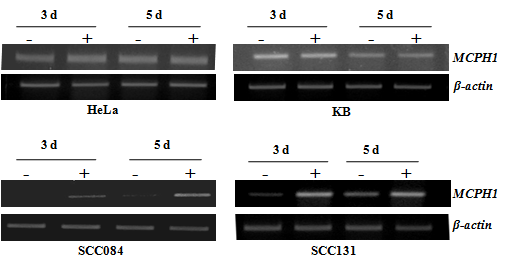 3 d 5 d 3 d 5 d
– + – + – + – +
MCPH1
β-actin
HeLa KB
3 d 5 d 3 d 5 d
– + – + – + – +
MCPH1
β-actin
SCC084 SCC131